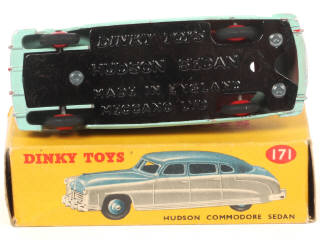 DINKY TOYS
HUDSON SEDAN
MADE IN ENGLAND
MECCANO LTD
DINKY TOYS
171
HUDSON COMMODORE SEDAN